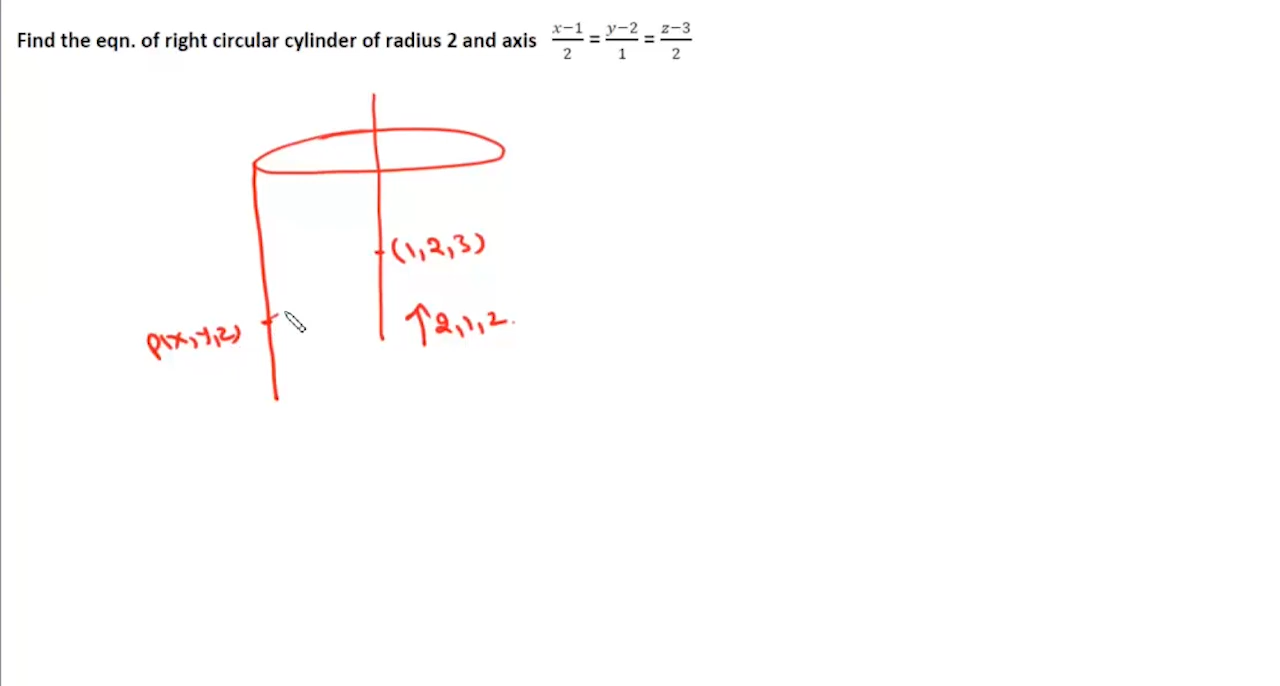 Find the eqn. of right circular cylinder of radius 2 and axis x−1/2 = y−2/1 = z−3/2
(1,2,3)
2,1,2.
P(x,y,z)